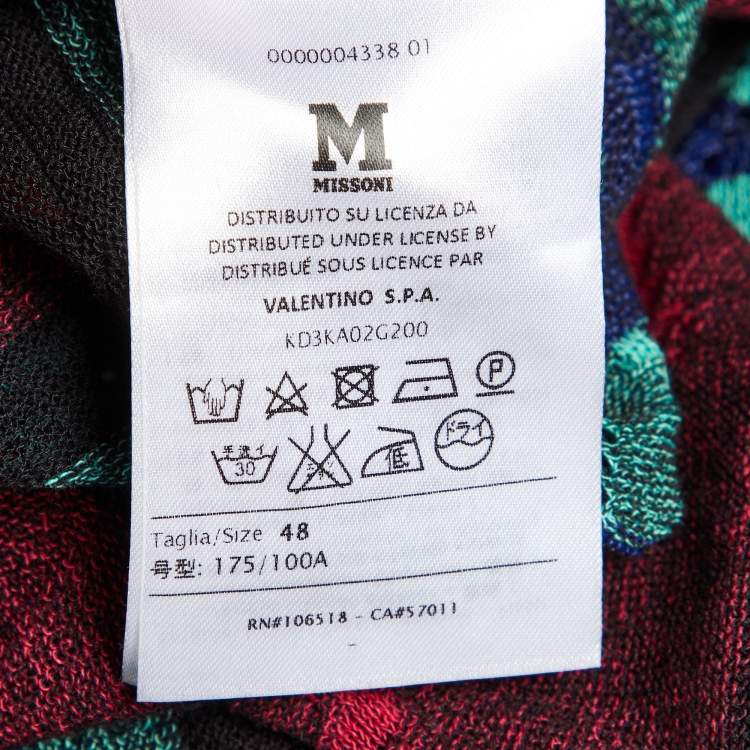 0000004338 01
M
MISSONI
DISTRIBUITO SU LICENZA DA
DISTRIBUTED UNDER LICENSE BY
DISTRIBUÉ SOUS LICENCE PAR
VALENTINO S.P.A.
KD3KA02G200
P
手洗イ 30 低 ドライ
Taglia/Size 48
号型: 175/100A
RN#106518 - CA#57011